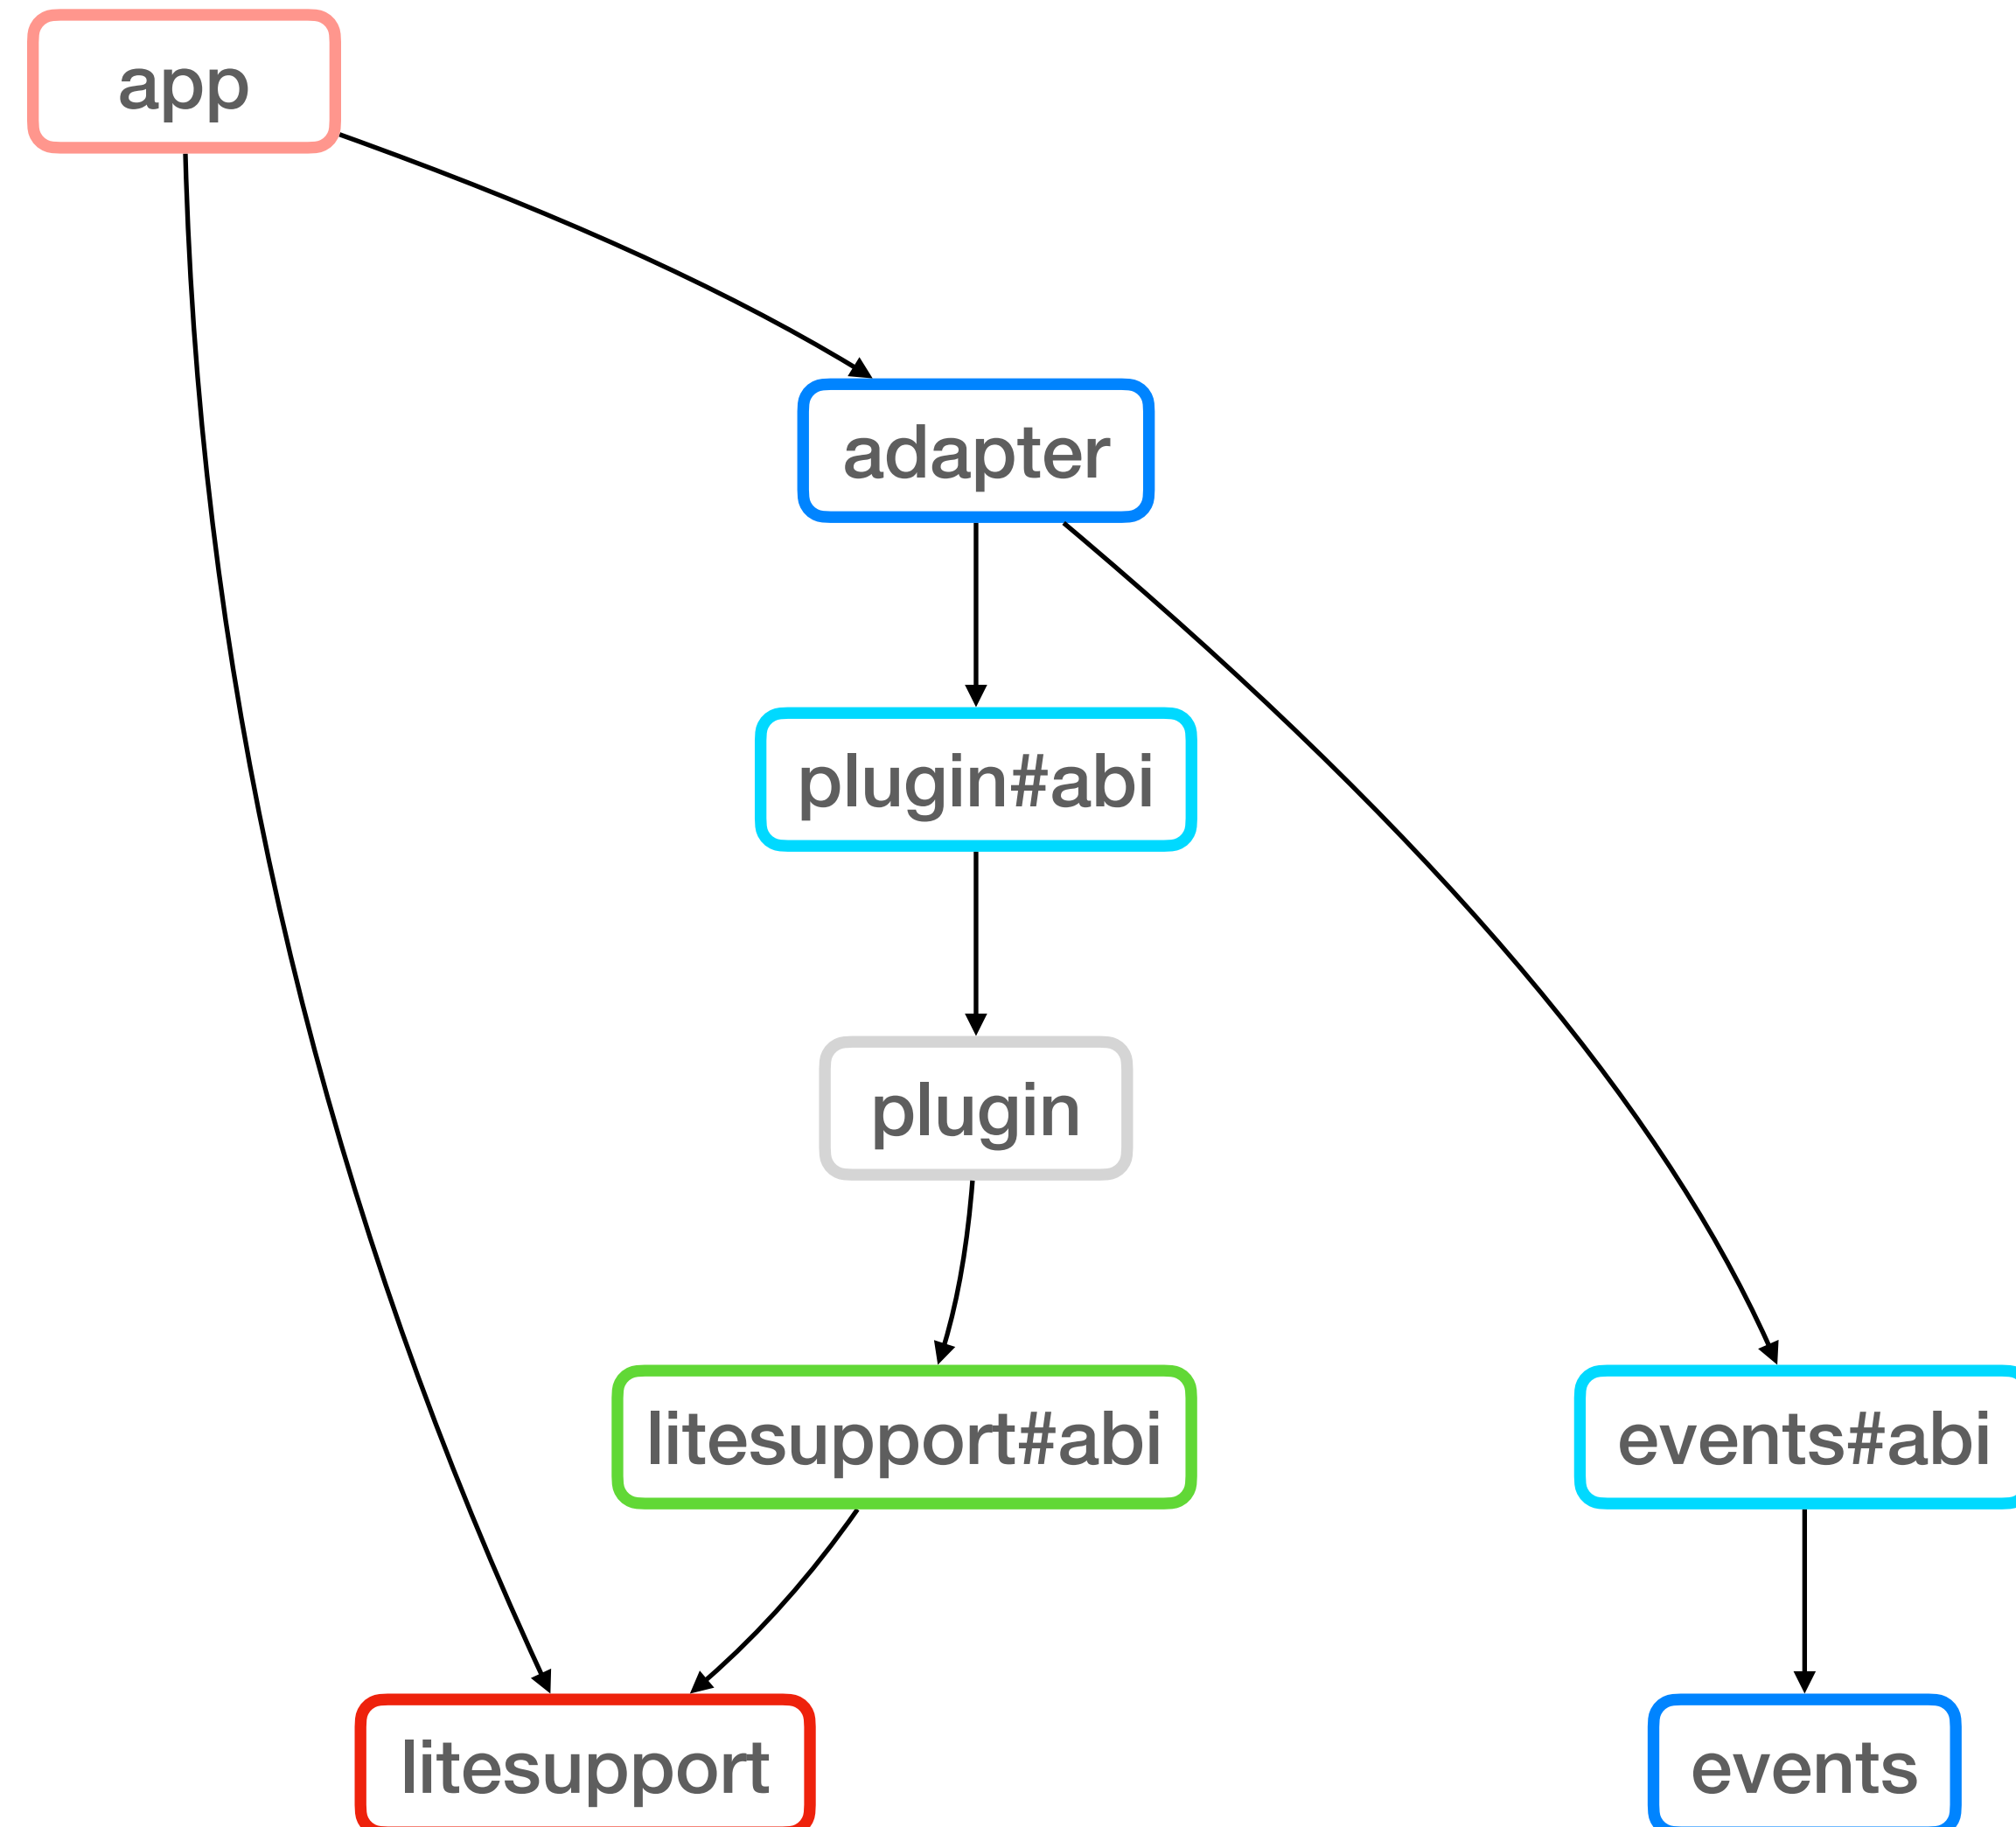 app
adapter
plugin#abi
plugin
litesupport#abi
events#abi
litesupport
events